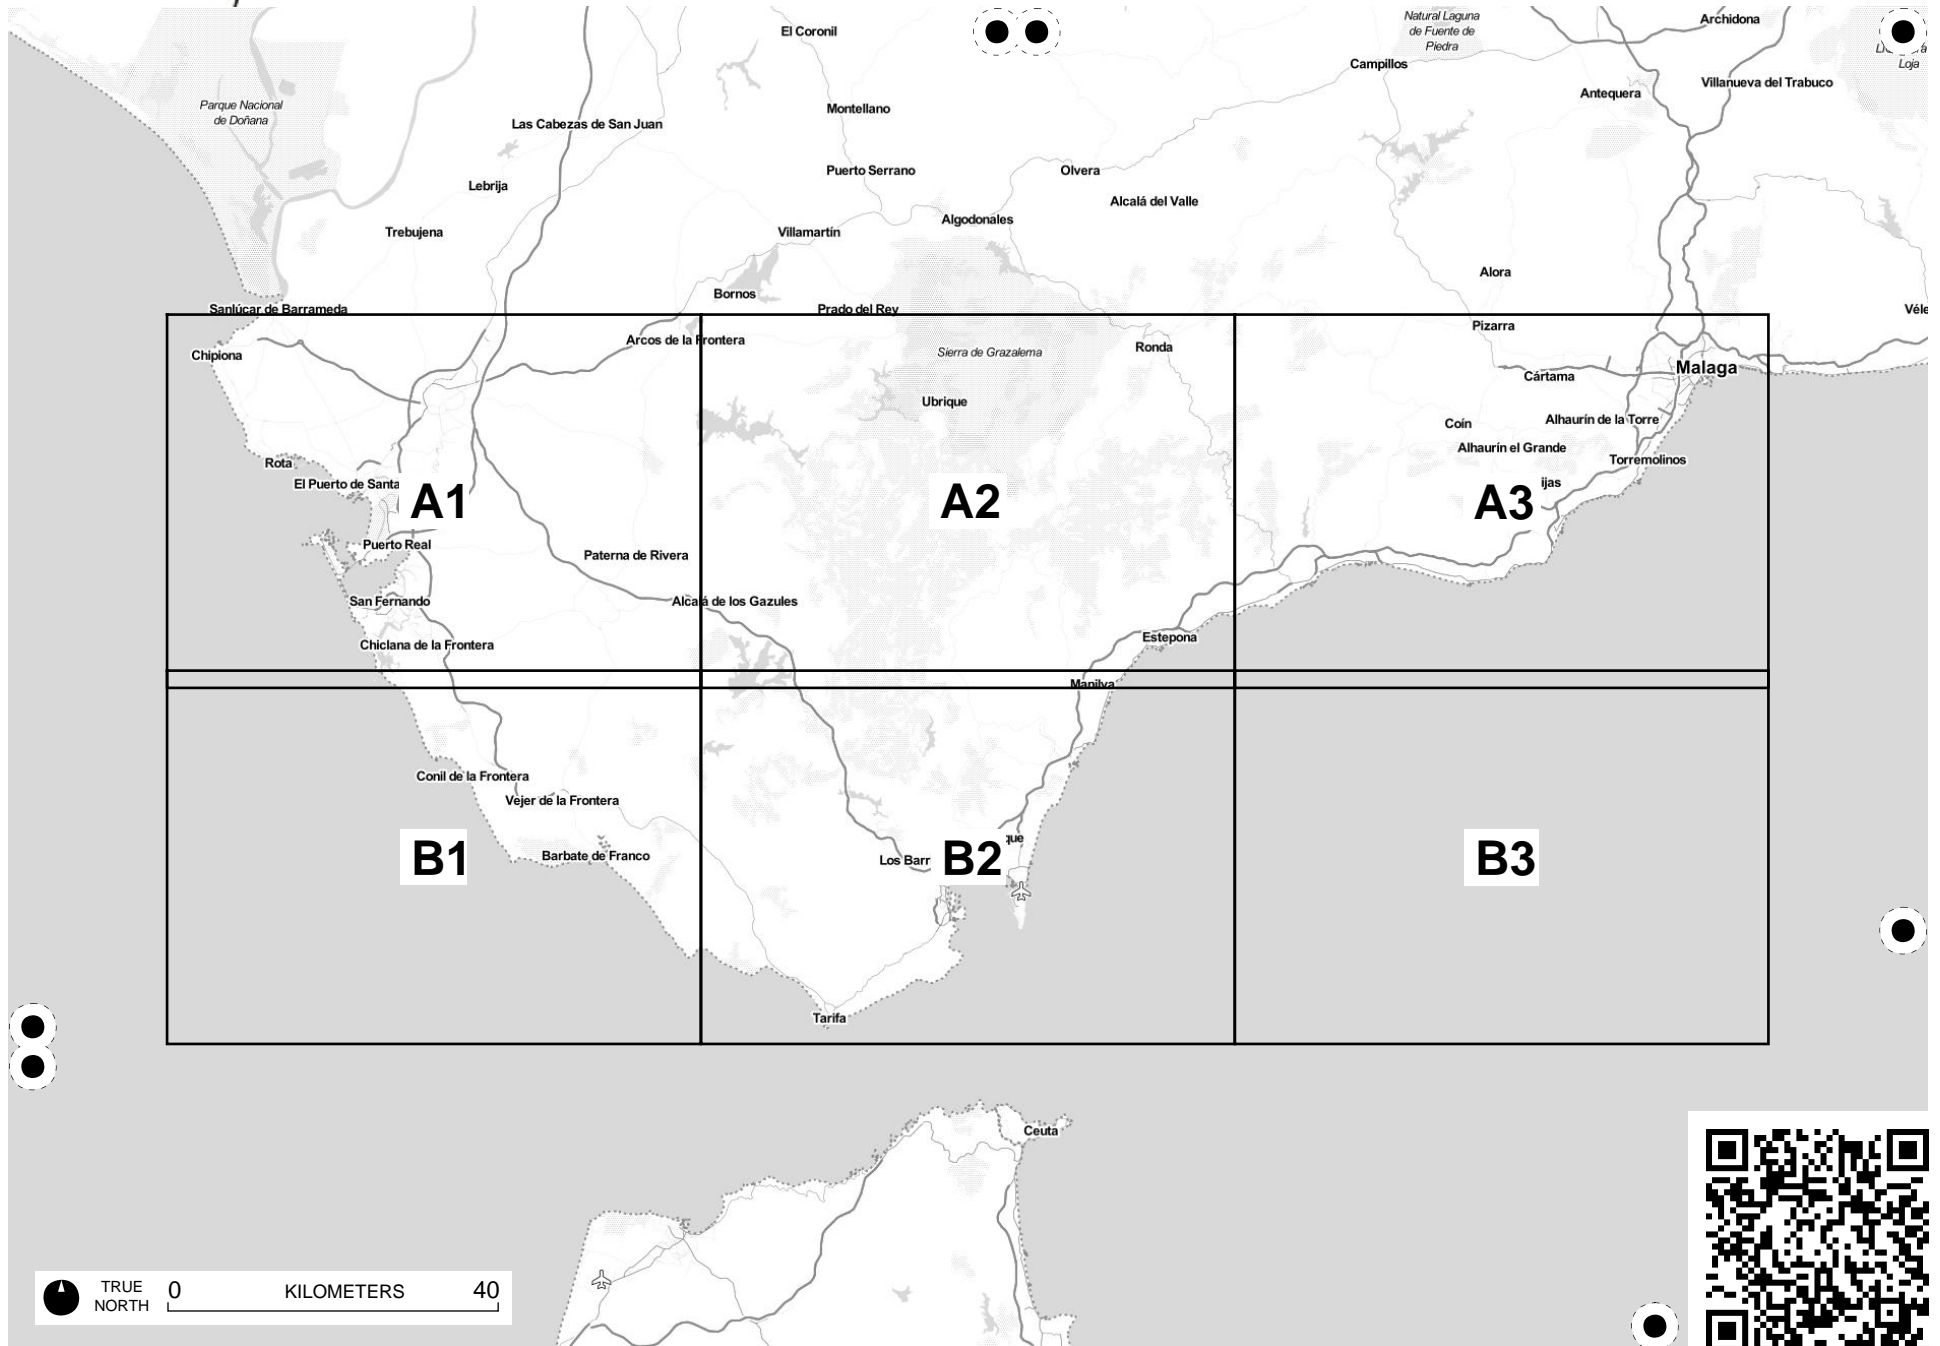 El Coronil
Natural Laguna
de Fuente de
Piedra
Archidona
Loja
Campillos
Villanueva del Trabuco
Antequera
Parque Nacional
de Doñana
Montellano
Las Cabezas de San Juan
Puerto Serrano
Olvera
Lebrija
Alcalá del Valle
Algodonales
Trebujena
Villamartín
Alora
Bornos
Sanlúcar de Barrameda
Prado del Rey
Véle
Pizarra
Arcos de la Frontera
Ronda
Chipiona
Sierra de Grazalema
Malaga
Cártama
Ubrique
Coín
Alhaurín de la Torre
Alhaurín el Grande
Torremolinos
Rota
El Puerto de Santa
ijas
A1
A2
A3
Puerto Real
Paterna de Rivera
San Fernando
Alcalá de los Gazules
Estepona
Chiclana de la Frontera
Manilva
Conil de la Frontera
Vejer de la Frontera
que
Barbate de Franco
Los Barr
B1
B2
B3
Tarifa
Ceuta
TRUE
NORTH
0 KILOMETERS 40